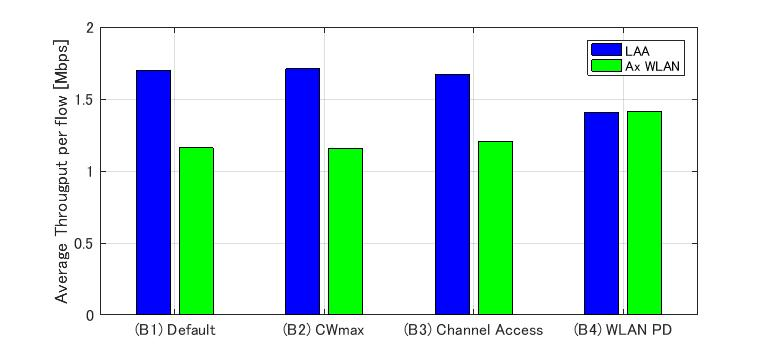 2
1.5
1
0.5
0
Average Througput per flow [Mbps]
LAA
Ax WLAN
(B1) Default
(B2) CWmax
(B3) Channel Access
(B4) WLAN PD